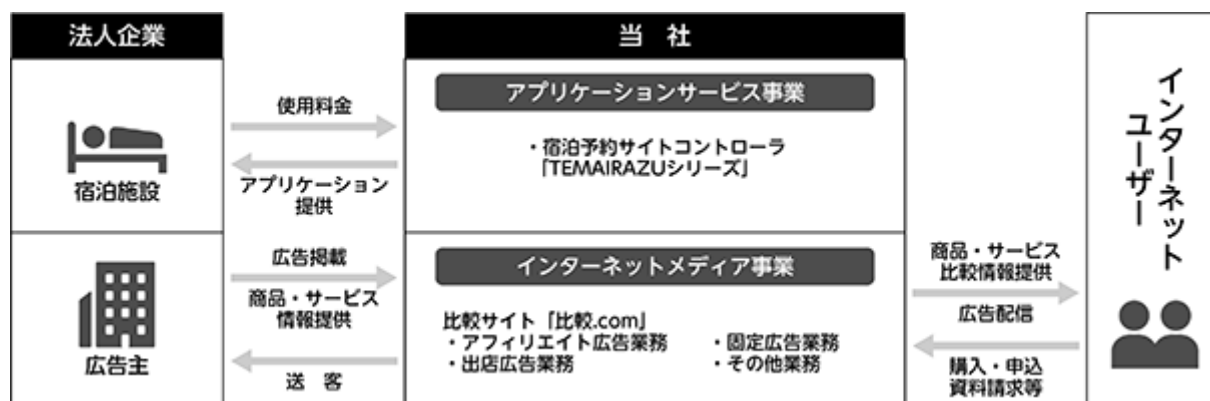 法人企業
当　社
使用料金
宿泊施設
アプリケーション
提供
アプリケーションサービス事業
・宿泊予約サイトコントローラ
「TEMAIRAZUシリーズ」
広告掲載
商品・サービス
情報提供
広告主
送　客
インターネットメディア事業
比較サイト「比較.com」
・アフィリエイト広告業務
・固定広告業務
・出店広告業務
・その他業務
商品・サービス
比較情報提供
広告配信
購入・申込
資料請求等
インターネット
ユーザー